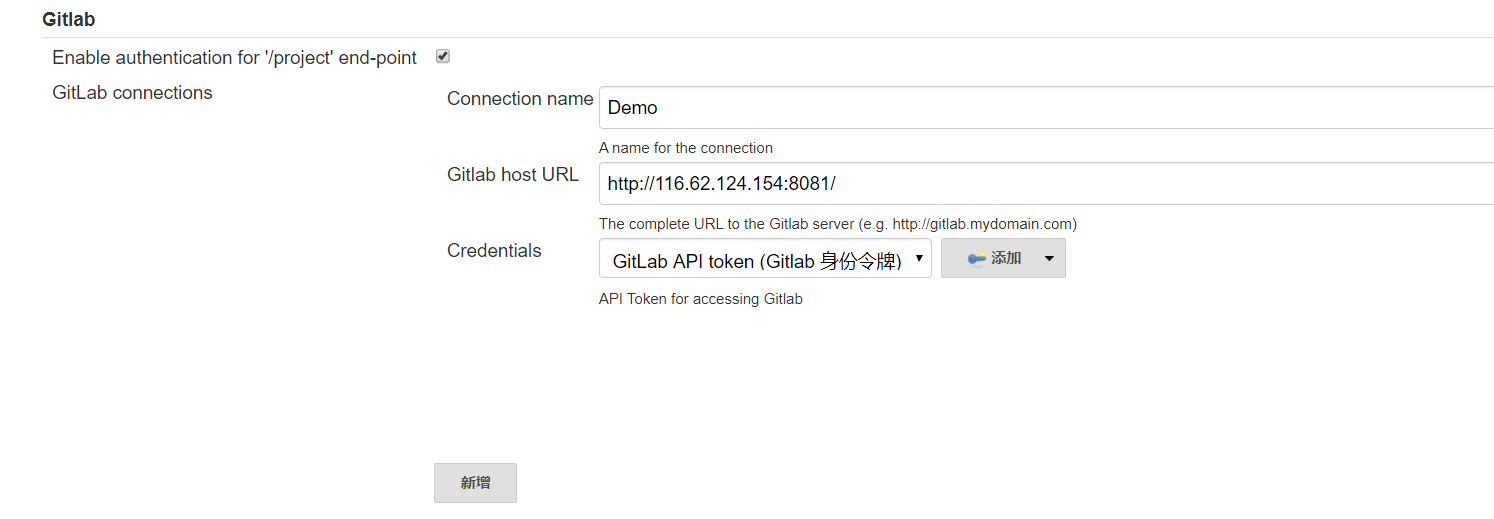 Gitlab
Enable authentication for '/project' end-point
GitLab connections
Connection name
Demo
A name for the connection
Gitlab host URL
http://116.62.124.154:8081/
The complete URL to the Gitlab server (e.g. http://gitlab.mydomain.com)
Credentials
GitLab API token (Gitlab 身份令牌)
添加
API Token for accessing Gitlab
新增